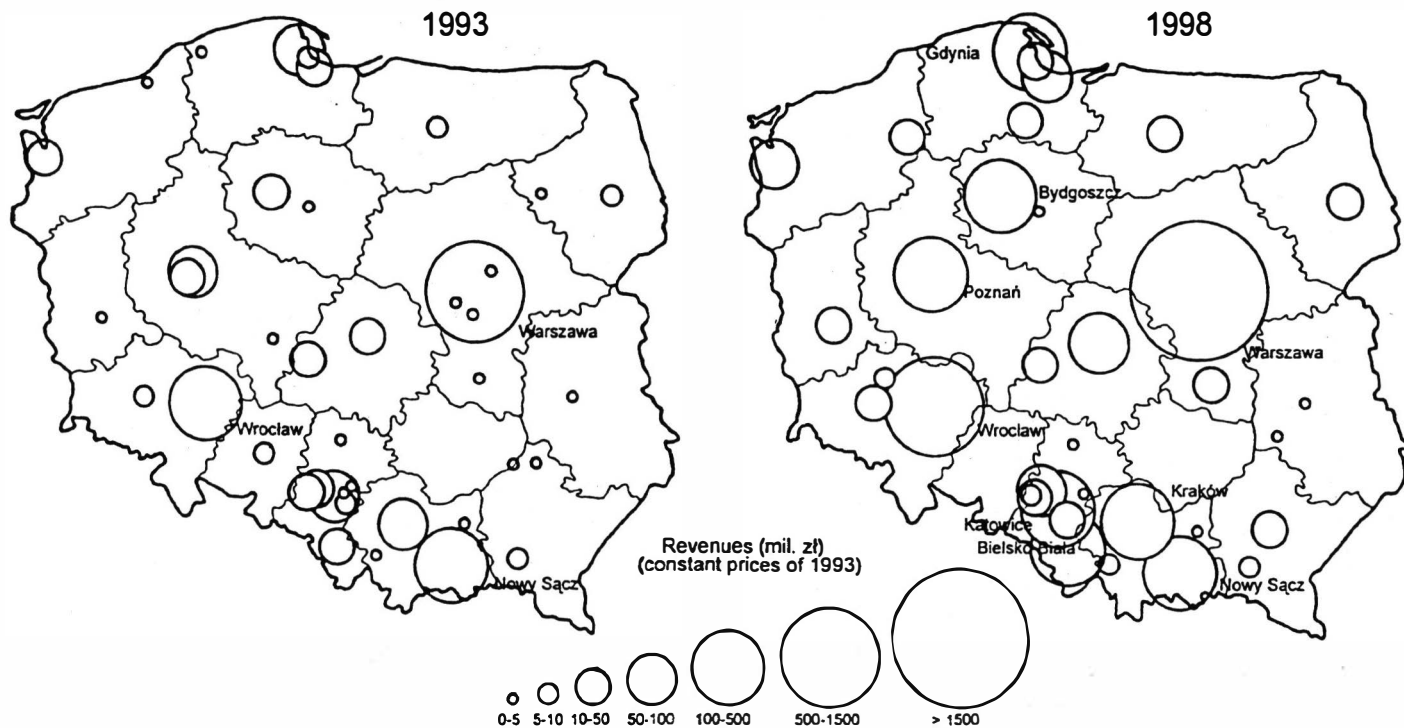 1993
Warszawa
Wrocław
Nowy Sącz
1998
Gdynia
Bydgoszcz
Poznań
Warszawa
Wrocław
Kraków
Katowice
Bielsko Biała
Nowy Sącz
Revenues (mil. zł)
(constant prices of 1993)
0-5 5-10 10-50 50-100 100-500 500-1500 > 1500